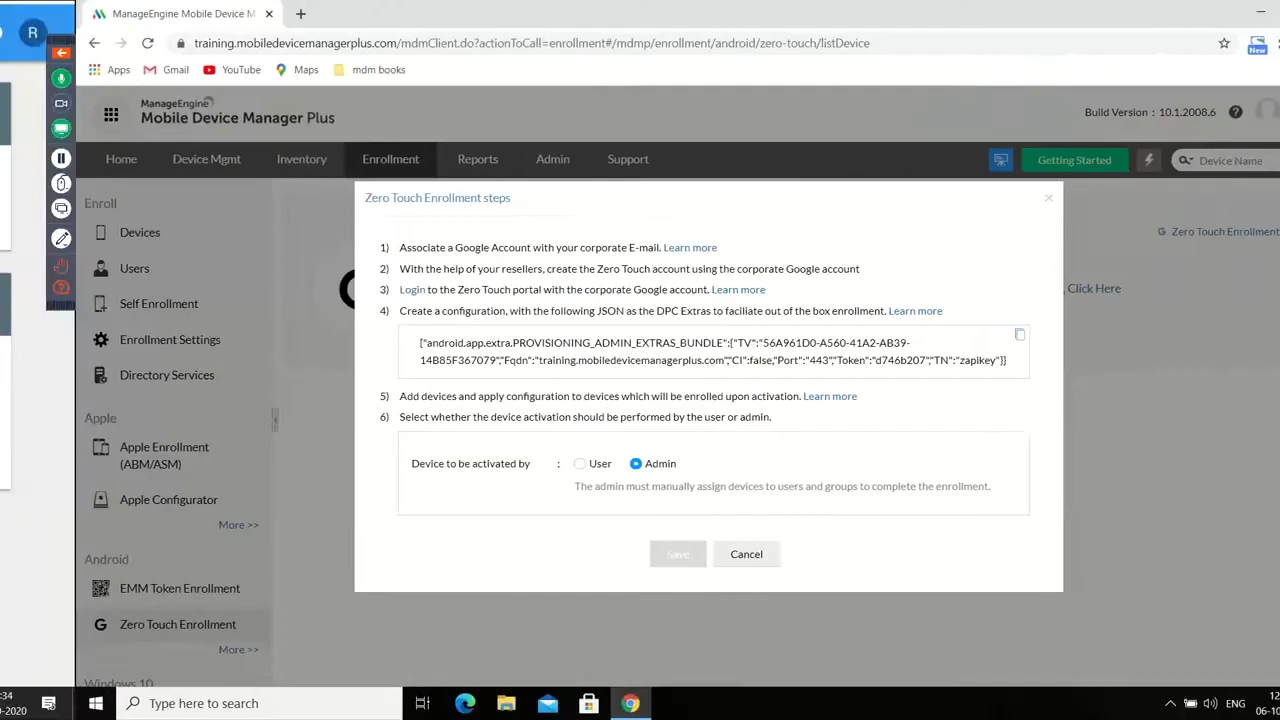 R
ManageEngine Mobile Device M
training.mobiledevicemanagerplus.com/mdmClient.do?actionToCall=enrollment#/mdmp/enrollment/android/zero-touch/listDevice
New
Apps Gmail YouTube Maps mdm books
ManageEngine
Mobile Device Manager Plus
Build Version : 10.1.2008.6
Home Device Mgmt Inventory Enrollment Reports Admin Support
Getting Started
Device Name
Enroll
Devices
Users
Self Enrollment
Enrollment Settings
Directory Services
Apple
Apple Enrollment
(ABM/ASM)
Apple Configurator
More >>
Android
EMM Token Enrollment
G Zero Touch Enrollment
More >>
Windows 10
G Zero Touch Enrollment
, Click Here
Zero Touch Enrollment steps
1) Associate a Google Account with your corporate E-mail. Learn more
2) With the help of your resellers, create the Zero Touch account using the corporate Google account
3) Login to the Zero Touch portal with the corporate Google account. Learn more
4) Create a configuration, with the following JSON as the DPC Extras to faciliate out of the box enrollment. Learn more
{"android.app.extra.PROVISIONING_ADMIN_EXTRAS_BUNDLE":{"TV":"56A961D0-A560-41A2-AB39-
14B85F367079","Fqdn":"training.mobiledevicemanagerplus.com","CI":false,"Port":"443","Token":"d746b207","TN":"zapikey"}}
5) Add devices and apply configuration to devices which will be enrolled upon activation. Learn more
6) Select whether the device activation should be performed by the user or admin.
Device to be activated by : User Admin
The admin must manually assign devices to users and groups to complete the enrollment.
Save Cancel
:34
-2020
Type here to search
ENG
12
06-10